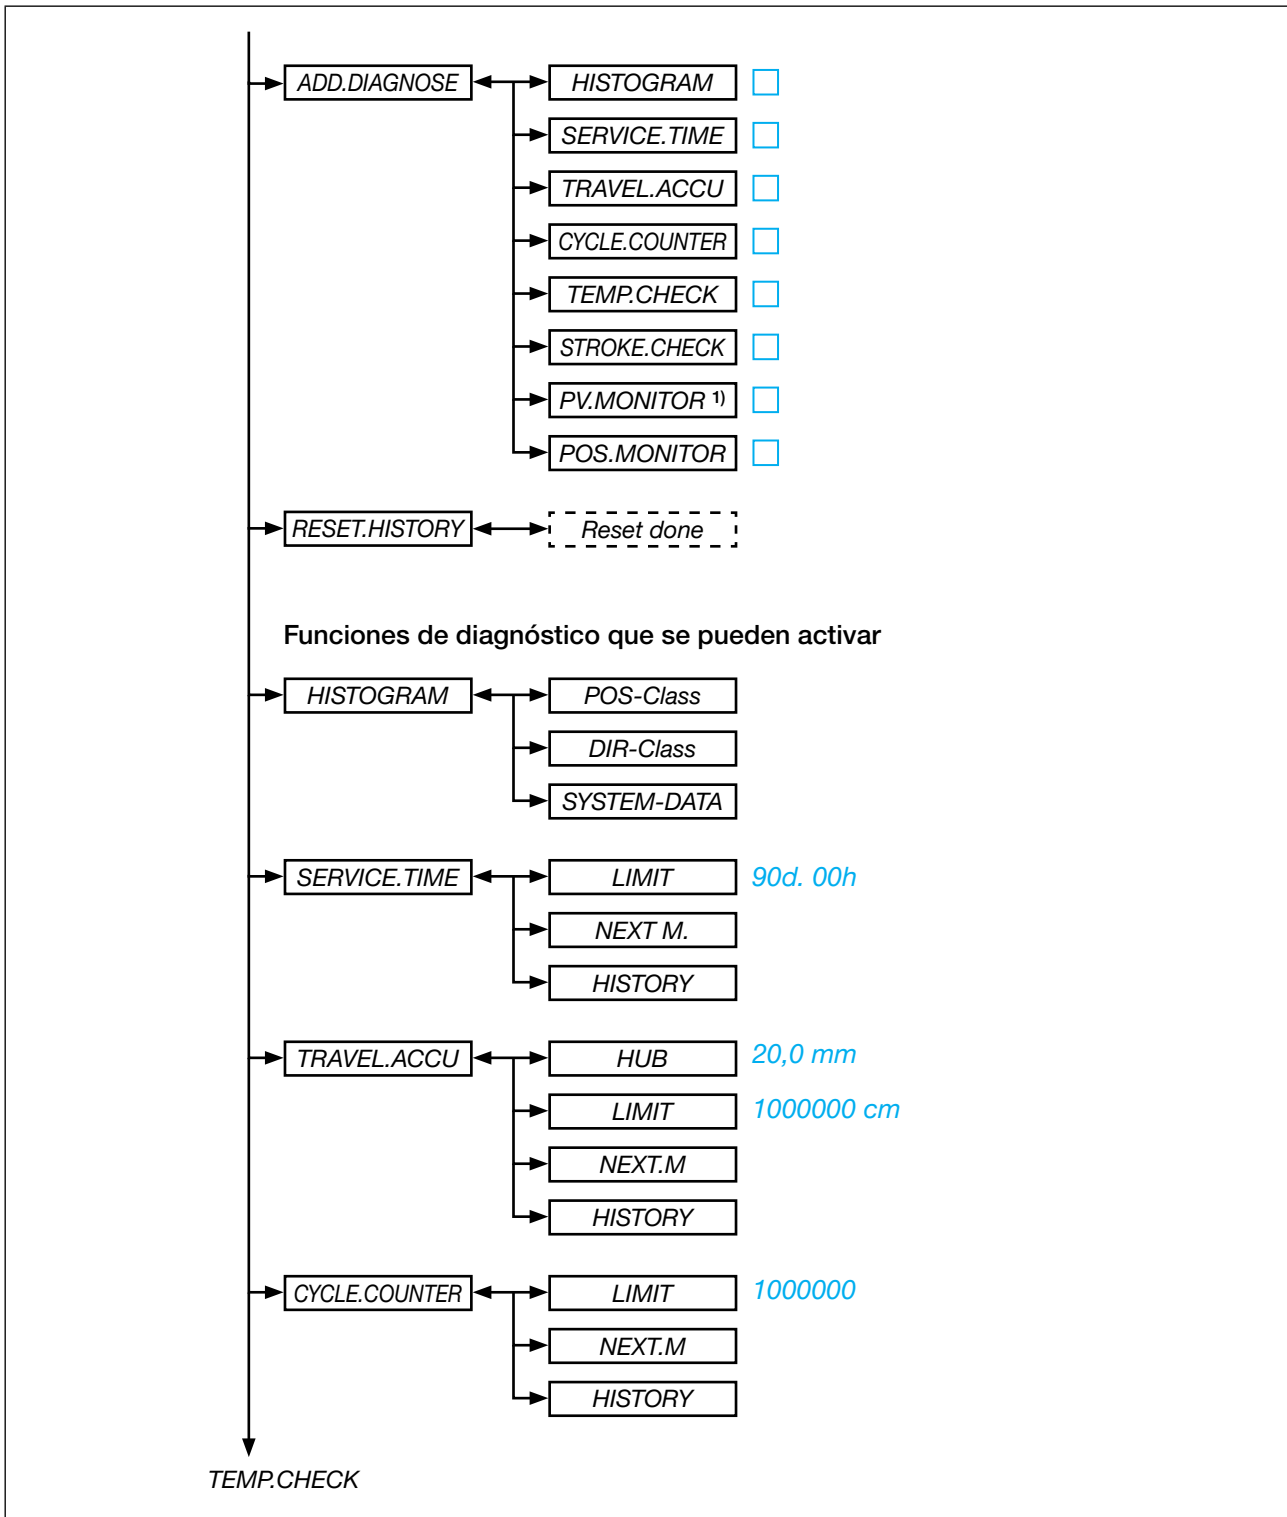 ADD.DIAGNOSE HISTOGRAM
SERVICE.TIME
TRAVEL.ACCU
CYCLE.COUNTER
TEMP.CHECK
STROKE.CHECK
PV.MONITOR 1)
POS.MONITOR
RESET.HISTORY Reset done
Funciones de diagnóstico que se pueden activar
HISTOGRAM POS-Class
DIR-Class
SYSTEM-DATA
SERVICE.TIME LIMIT 90d. 00h
NEXT M.
HISTORY
TRAVEL.ACCU HUB 20,0 mm
LIMIT 1000000 cm
NEXT.M
HISTORY
CYCLE.COUNTER LIMIT 1000000
NEXT.M
HISTORY
TEMP.CHECK